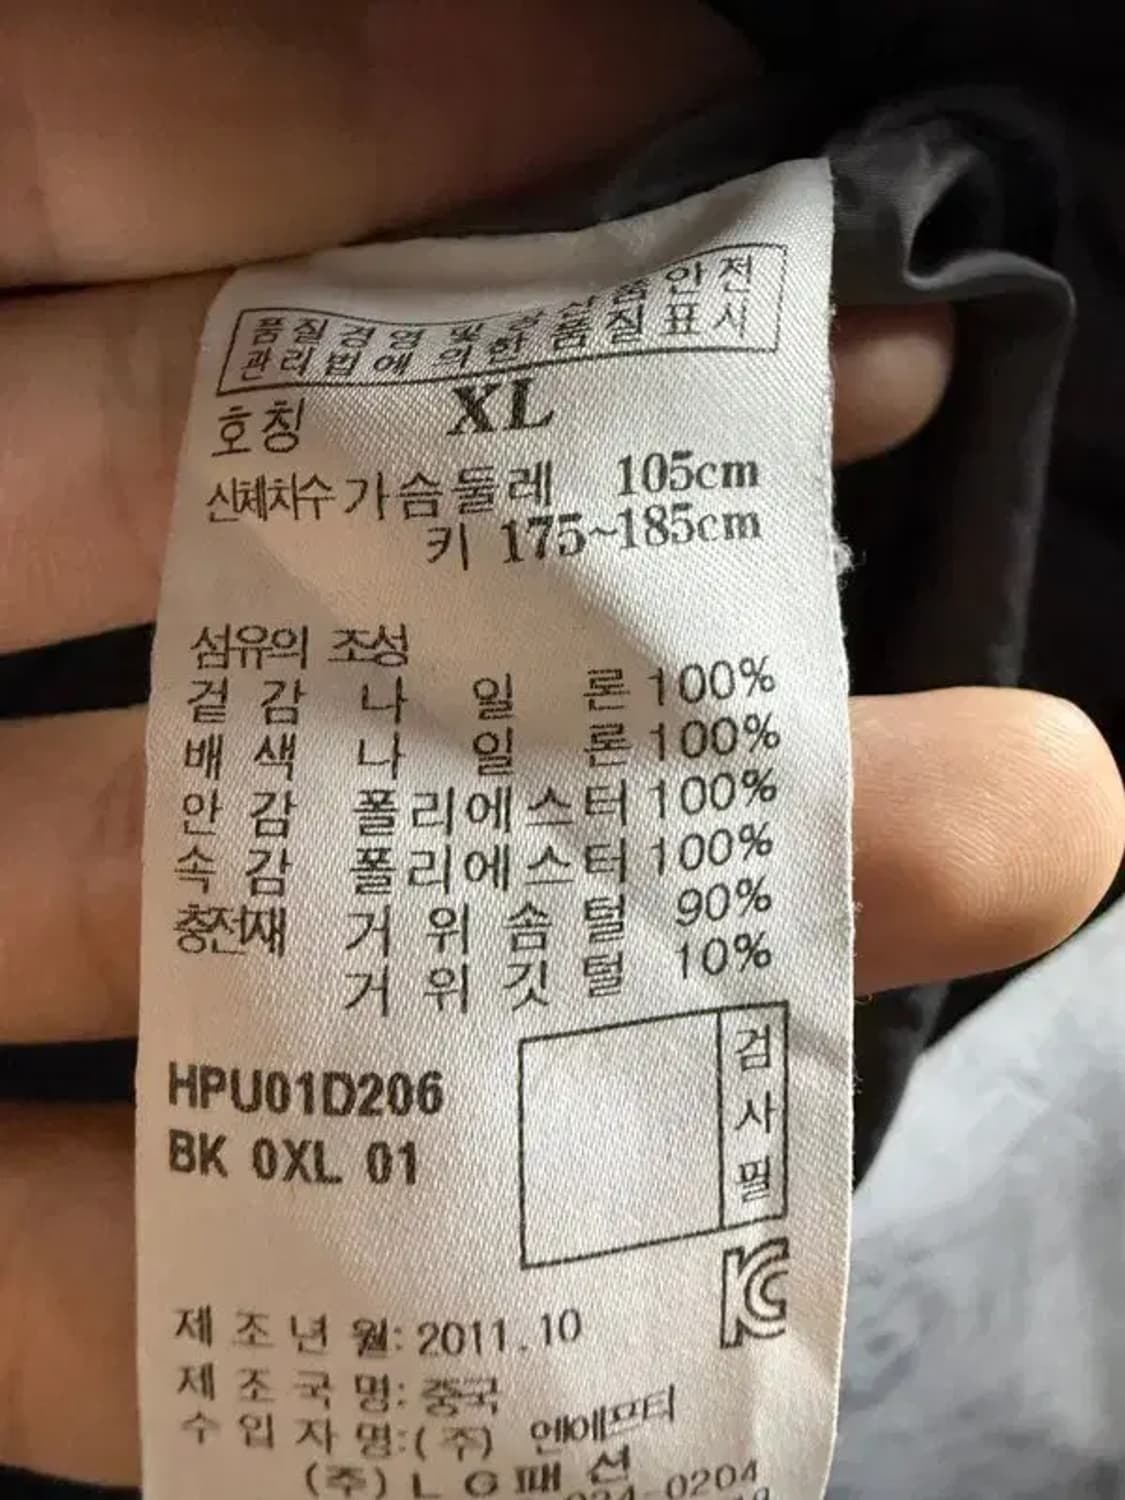 품질경영 및 공산품안전
관리법에 의한 품질표시
호칭 XL
신체치수 가슴둘레 105cm
키 175~185cm
섬유의 조성
겉감 나일론 100%
배색 나일론 100%
안감 폴리에스터 100%
속감 폴리에스터 100%
충전재 거위솜털 90%
거위깃털 10%
HPU01D206
BK 0XL 01
검사필
KC
제조년월: 2011.10
제조국명: 중국
수입자명: (주) 엔에프티
(주) LG패션
-0204